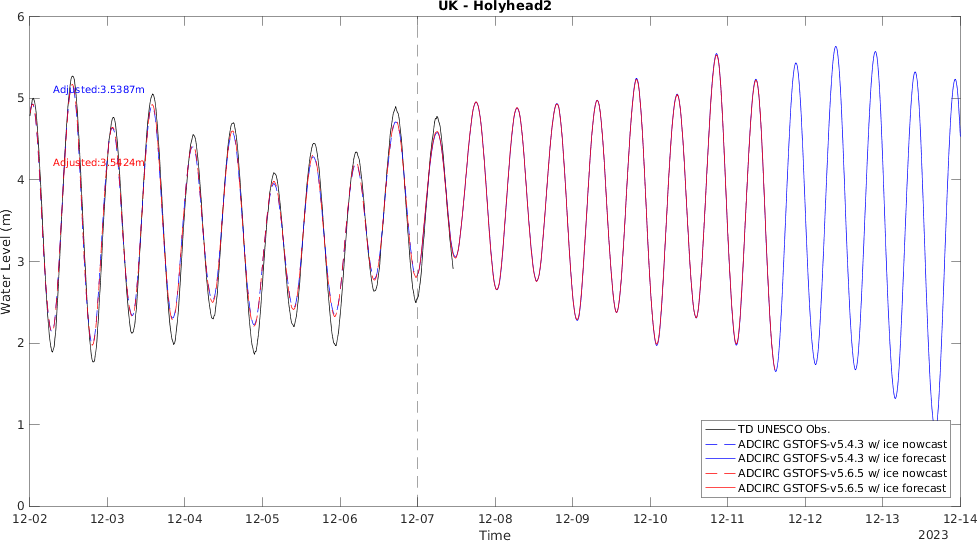 UK - Holyhead2
6
5
4
3
2
1
0
Water Level (m)
Adjusted:3.5387m
Adjusted:3.5424m
TD UNESCO Obs.
ADCIRC GSTOFS-v5.4.3 w/ ice nowcast
ADCIRC GSTOFS-v5.4.3 w/ ice forecast
ADCIRC GSTOFS-v5.6.5 w/ ice nowcast
ADCIRC GSTOFS-v5.6.5 w/ ice forecast
12-02 12-03 12-04 12-05 12-06 12-07 12-08 12-09 12-10 12-11 12-12 12-13 12-14
Time
2023